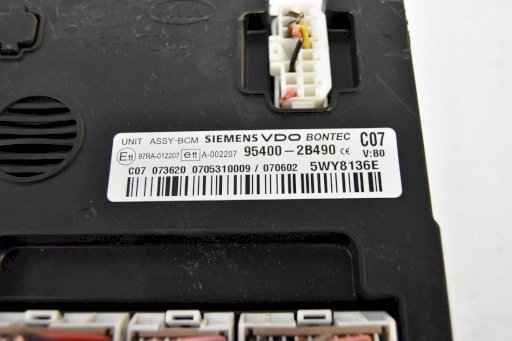 UNIT ASSY-BCM SIEMENS VDO BONTEC C07
E11 97RA-012207 e11 A-002207 95400-2B490 CE V:B0
C07 073620 0705310009 / 070602 5WY8136E